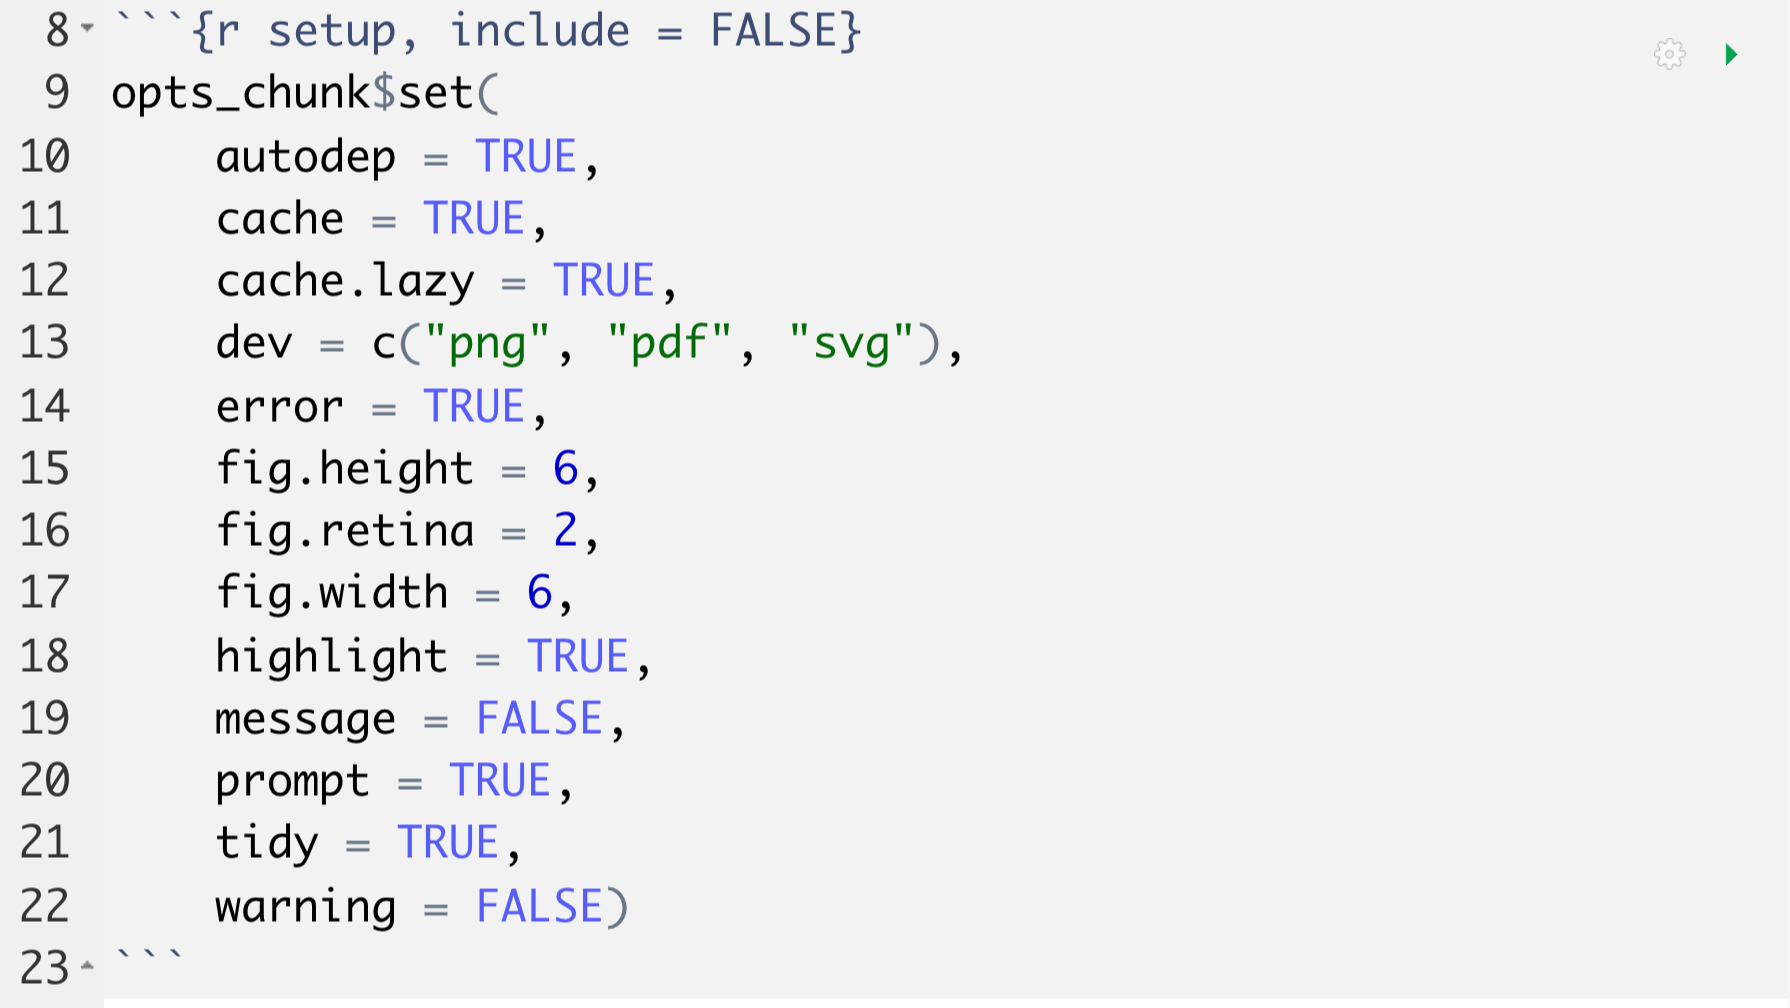 8 ```{r setup, include = FALSE}
9 opts_chunk$set(
10     autodep = TRUE,
11     cache = TRUE,
12     cache.lazy = TRUE,
13     dev = c("png", "pdf", "svg"),
14     error = TRUE,
15     fig.height = 6,
16     fig.retina = 2,
17     fig.width = 6,
18     highlight = TRUE,
19     message = FALSE,
20     prompt = TRUE,
21     tidy = TRUE,
22     warning = FALSE)
23 ```